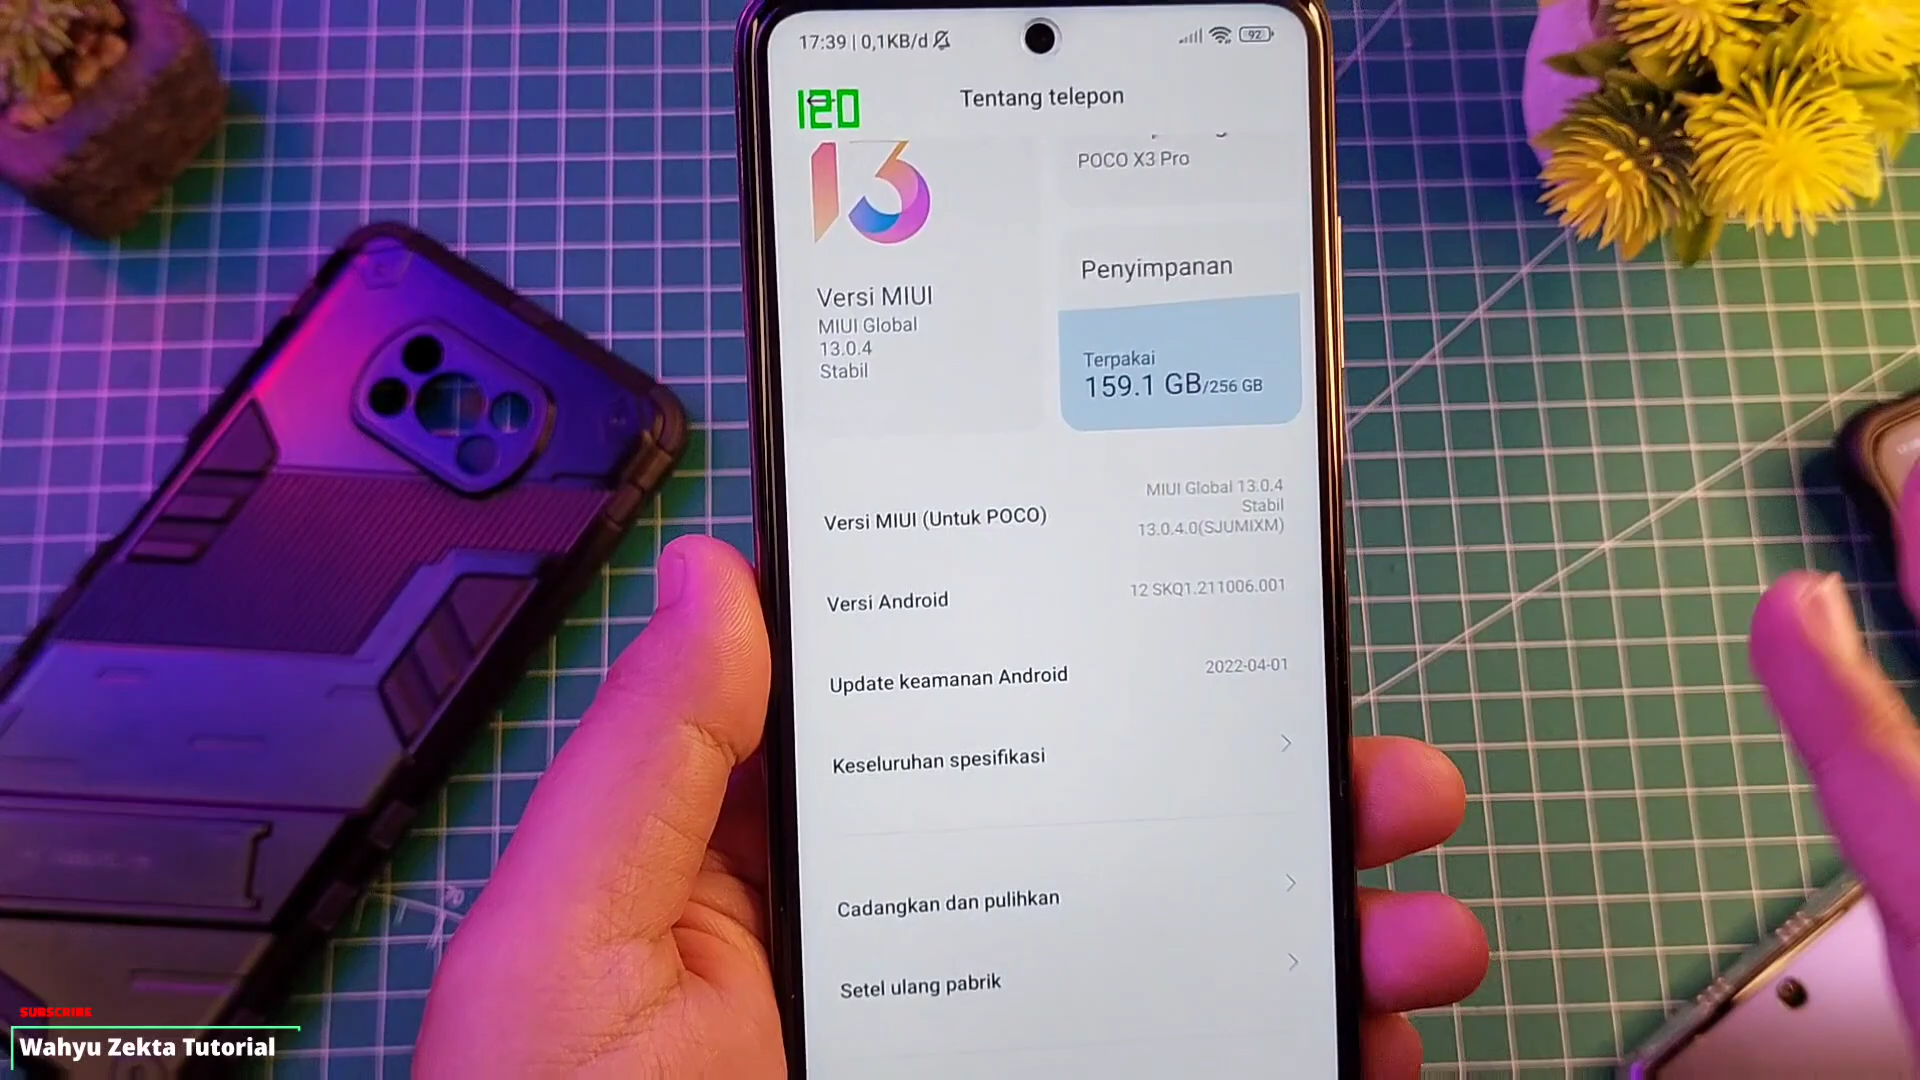 17:39 | 0,1KB/d
92
120
Tentang telepon
13
POCO X3 Pro
Versi MIUI
MIUI Global
13.0.4
Stabil
Penyimpanan
Terpakai
159.1 GB/256 GB
Versi MIUI (Untuk POCO)
MIUI Global 13.0.4
Stabil
13.0.4.0(SJUMIXM)
Versi Android
12 SKQ1.211006.001
Update keamanan Android
2022-04-01
Keseluruhan spesifikasi
Cadangkan dan pulihkan
Setel ulang pabrik
SUBSCRIBE
Wahyu Zekta Tutorial